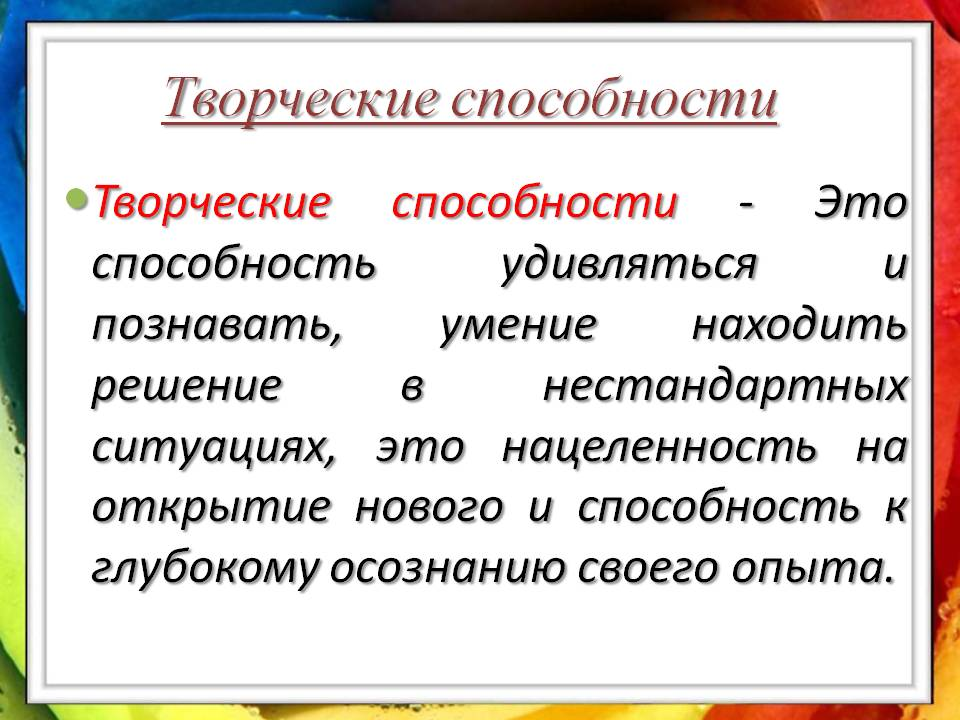 Творческие способности
Творческие способности - Это
способность удивляться и
познавать, умение находить
решение в нестандартных
ситуациях, это нацеленность на
открытие нового и способность к
глубокому осознанию своего опыта.